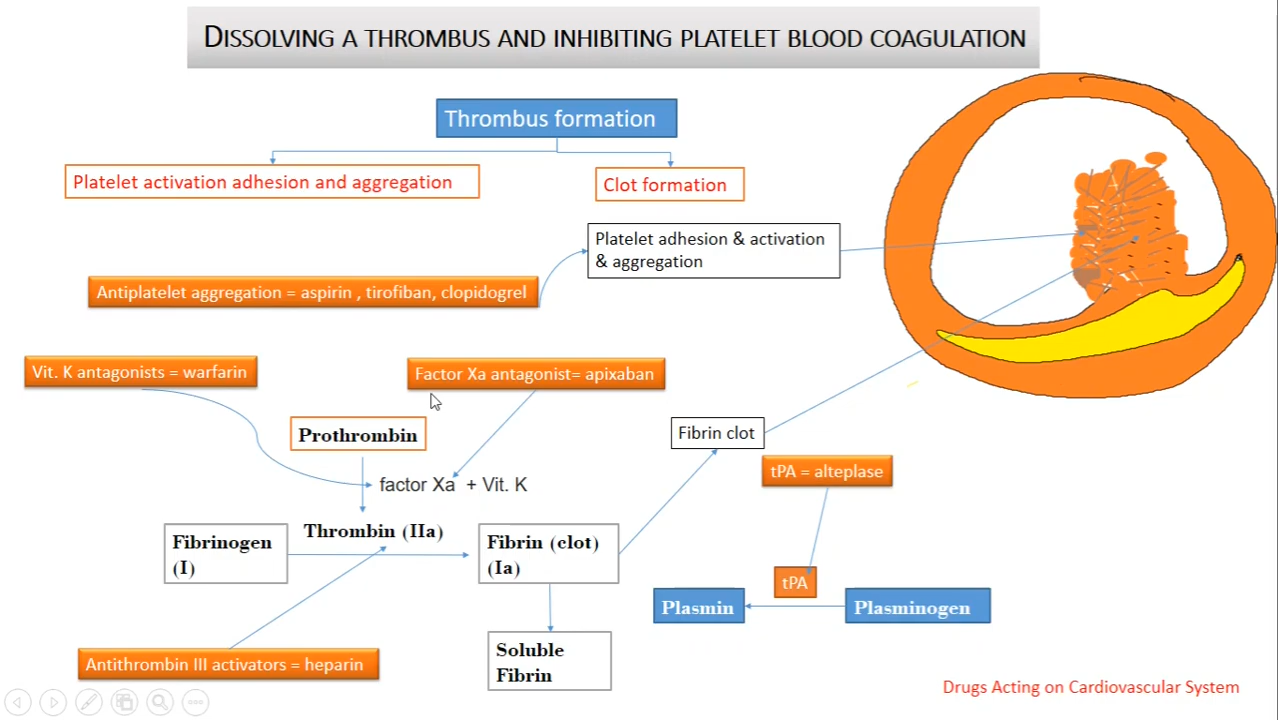 DISSOLVING A THROMBUS AND INHIBITING PLATELET BLOOD COAGULATION
Thrombus formation
Platelet activation adhesion and aggregation
Clot formation
Platelet adhesion & activation
& aggregation
Antiplatelet aggregation = aspirin , tirofiban, clopidogrel
Vit. K antagonists = warfarin
Factor Xa antagonist= apixaban
Prothrombin
Fibrin clot
tPA = alteplase
factor Xa + Vit. K
Thrombin (IIa)
Fibrinogen
(I)
Fibrin (clot)
(Ia)
tPA
Plasmin
Plasminogen
Soluble
Fibrin
Antithrombin III activators = heparin
Drugs Acting on Cardiovascular System